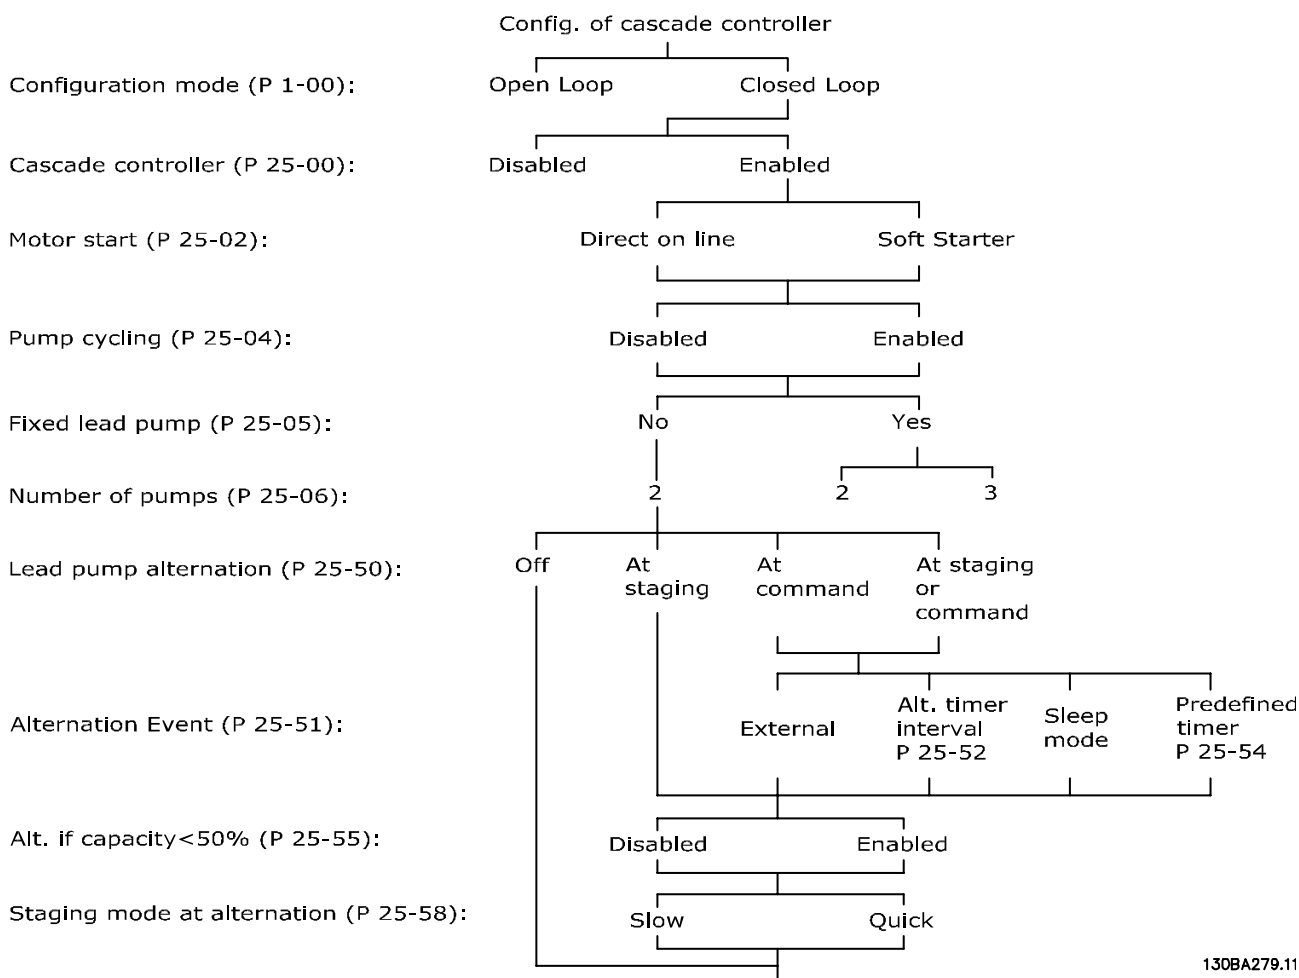 Config. of cascade controller
Configuration mode (P 1-00): Open Loop Closed Loop
Cascade controller (P 25-00): Disabled Enabled
Motor start (P 25-02): Direct on line Soft Starter
Pump cycling (P 25-04): Disabled Enabled
Fixed lead pump (P 25-05): No Yes
Number of pumps (P 25-06): 2 2 3
Lead pump alternation (P 25-50): Off
At
staging
At
command
At staging
or
command
Alternation Event (P 25-51): External
Alt. timer
interval
P 25-52
Sleep
mode
Predefined
timer
P 25-54
Alt. if capacity<50% (P 25-55): Disabled Enabled
Staging mode at alternation (P 25-58): Slow Quick
130BA279.11